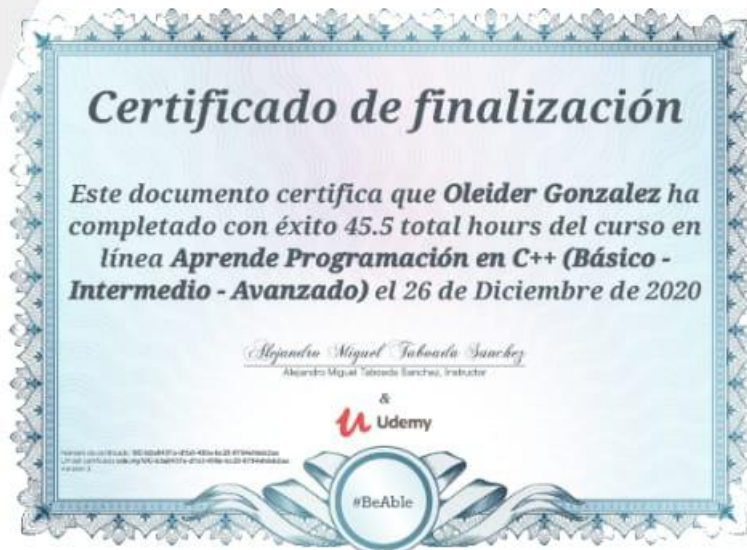 Certificado de finalización
Este documento certifica que Oleider Gonzalez ha
completado con éxito 45.5 total hours del curso en
línea Aprende Programación en C++ (Básico -
Intermedio - Avanzado) el 26 de Diciembre de 2020
Alejandro Miguel Taboada Sanchez
Alejandro Miguel Taboada Sanchez, Instructor
&
Udemy
#BeAble